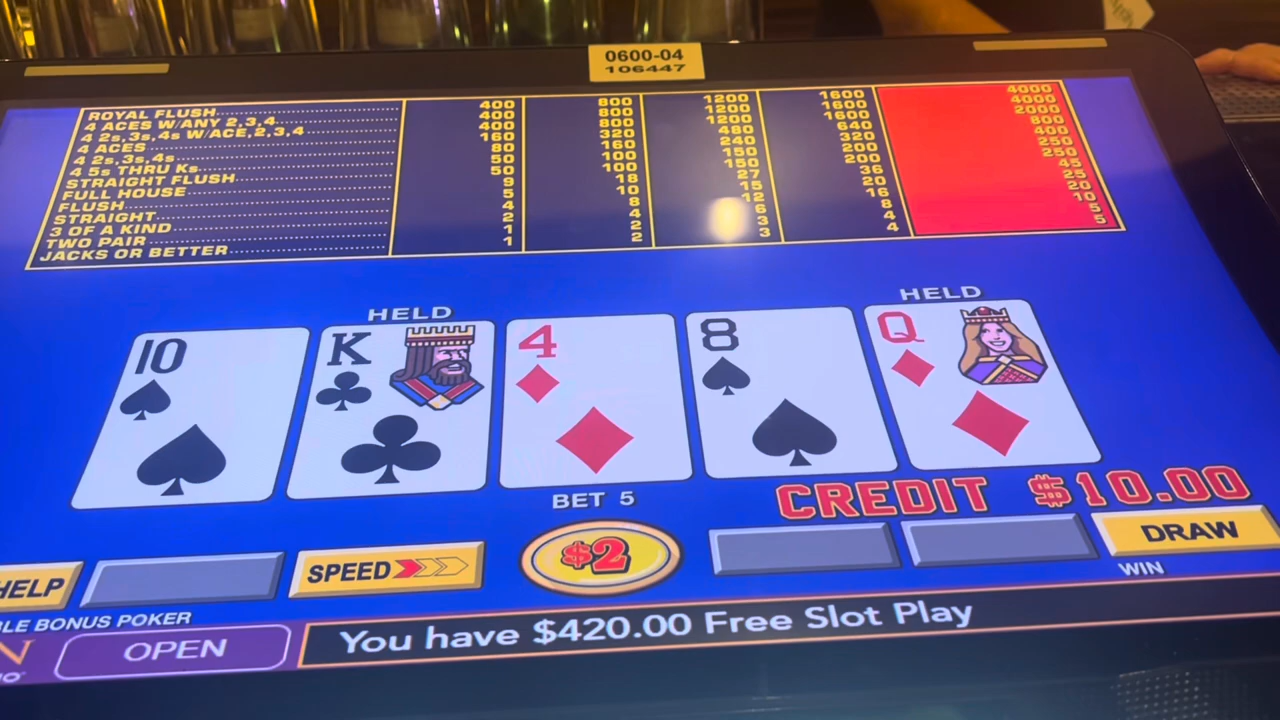 0600-04
106447
ROYAL FLUSH 400 800 1200 1600 4000
4 ACES W/ANY 2,3,4 400 800 1200 1600 4000
4 2s,3s,4s W/ACE,2,3,4 400 800 1200 1600 2000
4 ACES 160 320 480 640 800
4 2s,3s,4s 80 160 240 320 400
4 5s THRU Ks 50 100 150 200 250
STRAIGHT FLUSH 50 100 150 200 250
FULL HOUSE 9 18 27 36 45
FLUSH 5 10 15 20 25
STRAIGHT 4 8 12 16 20
3 OF A KIND 2 4 6 8 10
TWO PAIR 1 2 3 4 5
JACKS OR BETTER 1 2 3 4 5
HELD HELD
10 K 4 8 Q
BET 5
CREDIT $10.00
HELP SPEED $2 DRAW
WIN
LE BONUS POKER
N OPEN You have $420.00 Free Slot Play